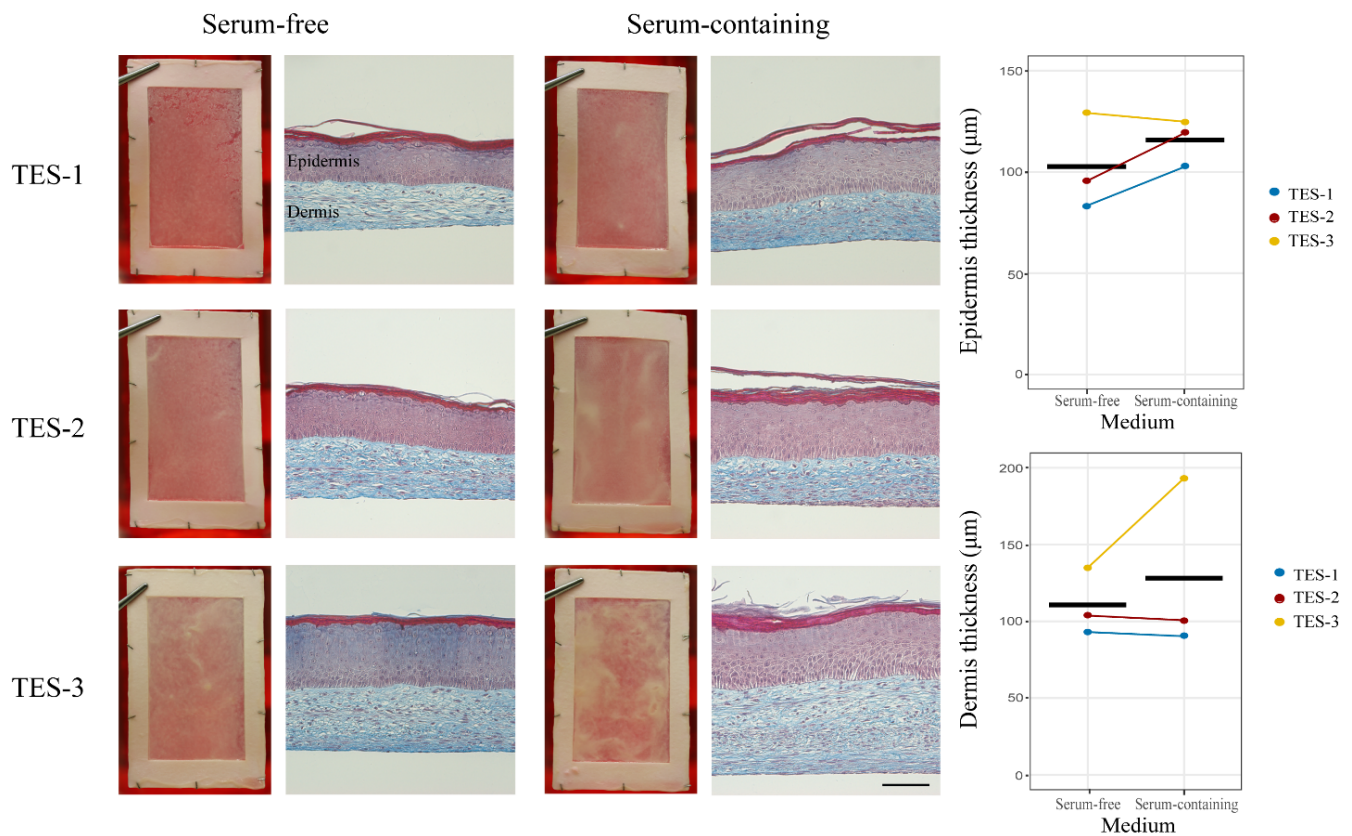 Serum-free
Serum-containing
TES-1
Epidermis
Dermis
TES-2
TES-3
Epidermis thickness (µm)
150
100
50
0
Serum-free
Serum-containing
Medium
TES-1
TES-2
TES-3
Dermis thickness (µm)
200
150
100
50
0
Serum-free
Serum-containing
Medium
TES-1
TES-2
TES-3